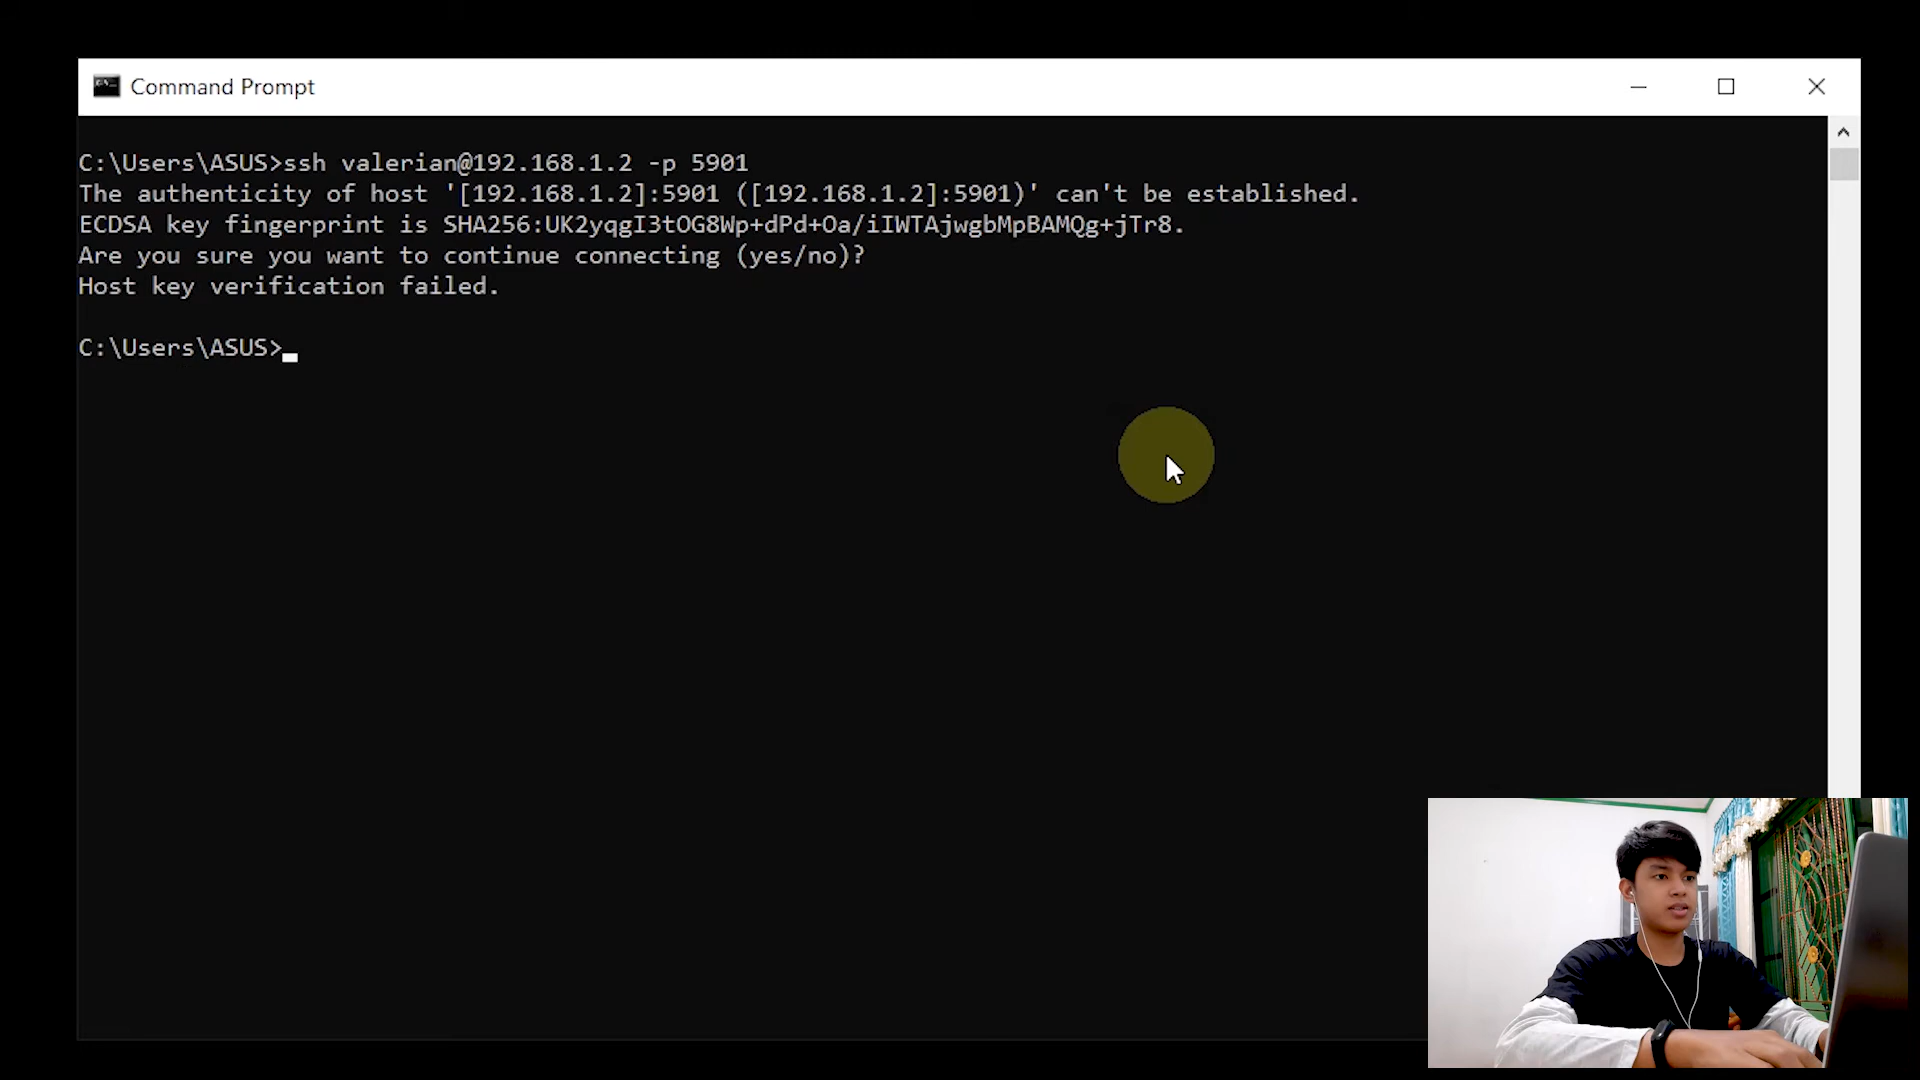 Command Prompt
C:\Users\ASUS>ssh valerian@192.168.1.2 -p 5901
The authenticity of host '[192.168.1.2]:5901 ([192.168.1.2]:5901)' can't be established.
ECDSA key fingerprint is SHA256:UK2yqgI3tOG8Wp+dPd+Oa/iIWTAjwgbMpBAMQg+jTr8.
Are you sure you want to continue connecting (yes/no)?
Host key verification failed.
C:\Users\ASUS>